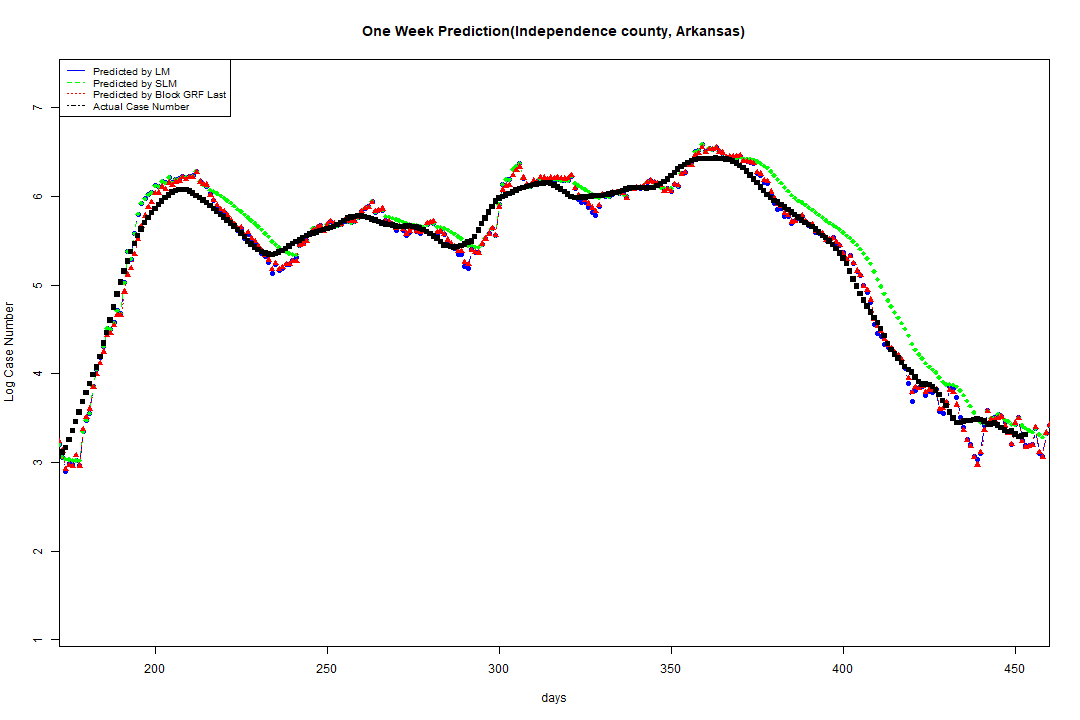 One Week Prediction(Independence county, Arkansas)
Predicted by LM
Predicted by SLM
Predicted by Block GRF Last
Actual Case Number
7
6
5
4
3
2
1
Log Case Number
200 250 300 350 400 450
days